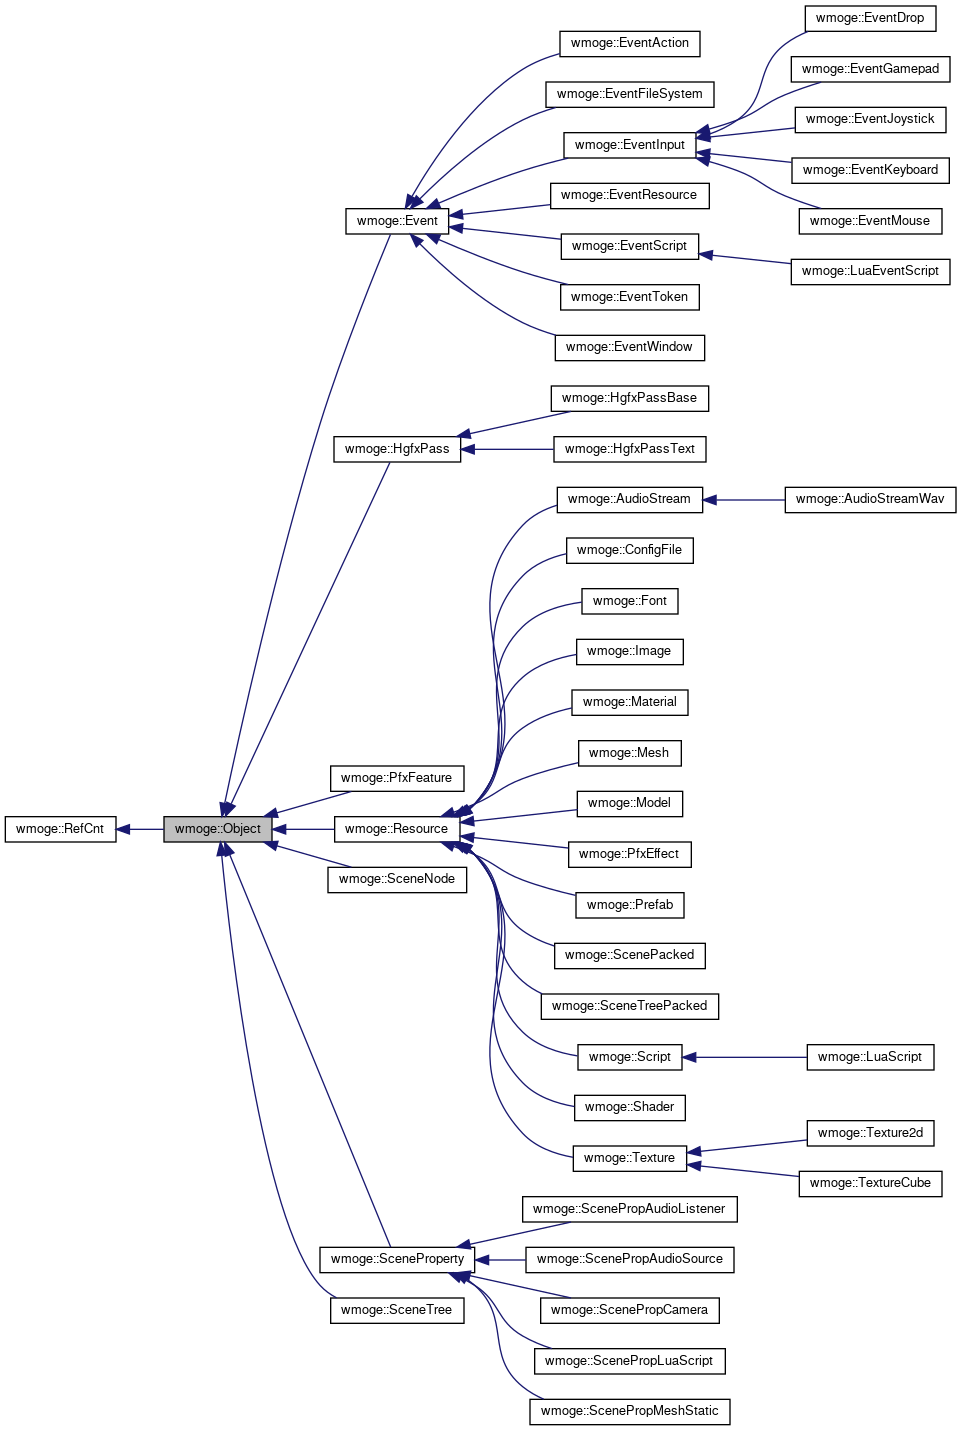 wmoge::RefCnt
wmoge::Object
wmoge::Event
wmoge::EventAction
wmoge::EventFileSystem
wmoge::EventInput
wmoge::EventDrop
wmoge::EventGamepad
wmoge::EventJoystick
wmoge::EventKeyboard
wmoge::EventMouse
wmoge::EventResource
wmoge::EventScript
wmoge::LuaEventScript
wmoge::EventToken
wmoge::EventWindow
wmoge::HgfxPass
wmoge::HgfxPassBase
wmoge::HgfxPassText
wmoge::PfxFeature
wmoge::Resource
wmoge::AudioStream
wmoge::AudioStreamWav
wmoge::ConfigFile
wmoge::Font
wmoge::Image
wmoge::Material
wmoge::Mesh
wmoge::Model
wmoge::PfxEffect
wmoge::Prefab
wmoge::ScenePacked
wmoge::SceneTreePacked
wmoge::Script
wmoge::LuaScript
wmoge::Shader
wmoge::Texture
wmoge::Texture2d
wmoge::TextureCube
wmoge::SceneNode
wmoge::SceneProperty
wmoge::ScenePropAudioListener
wmoge::ScenePropAudioSource
wmoge::ScenePropCamera
wmoge::ScenePropLuaScript
wmoge::ScenePropMeshStatic
wmoge::SceneTree